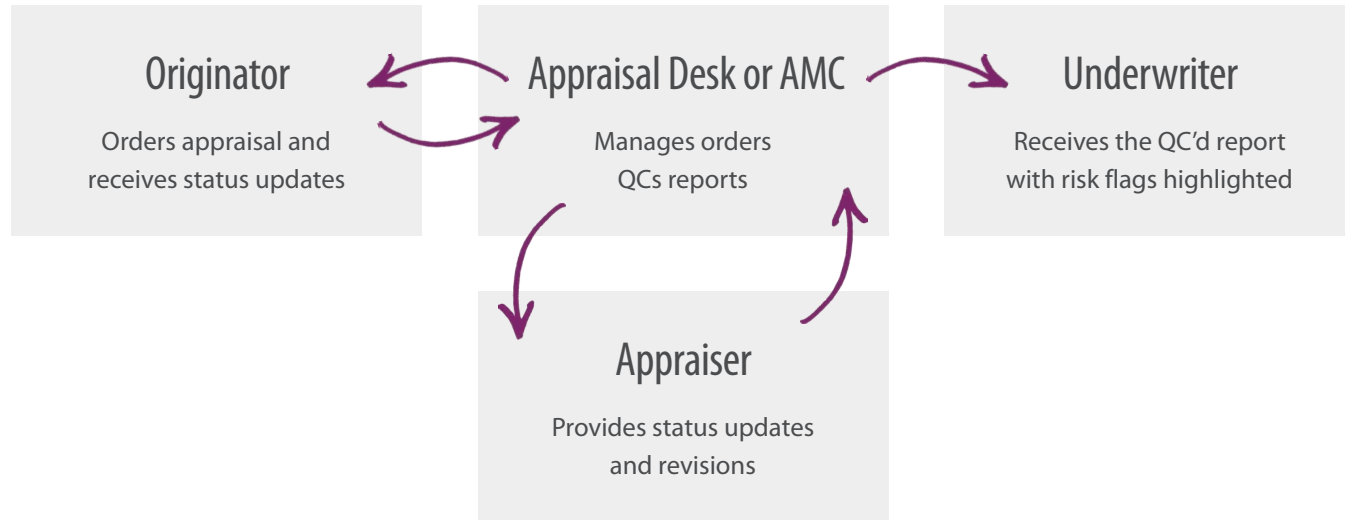 Originator
Orders appraisal and
receives status updates
Appraisal Desk or AMC
Manages orders
QCs reports
Underwriter
Receives the QC’d report
with risk flags highlighted
Appraiser
Provides status updates
and revisions